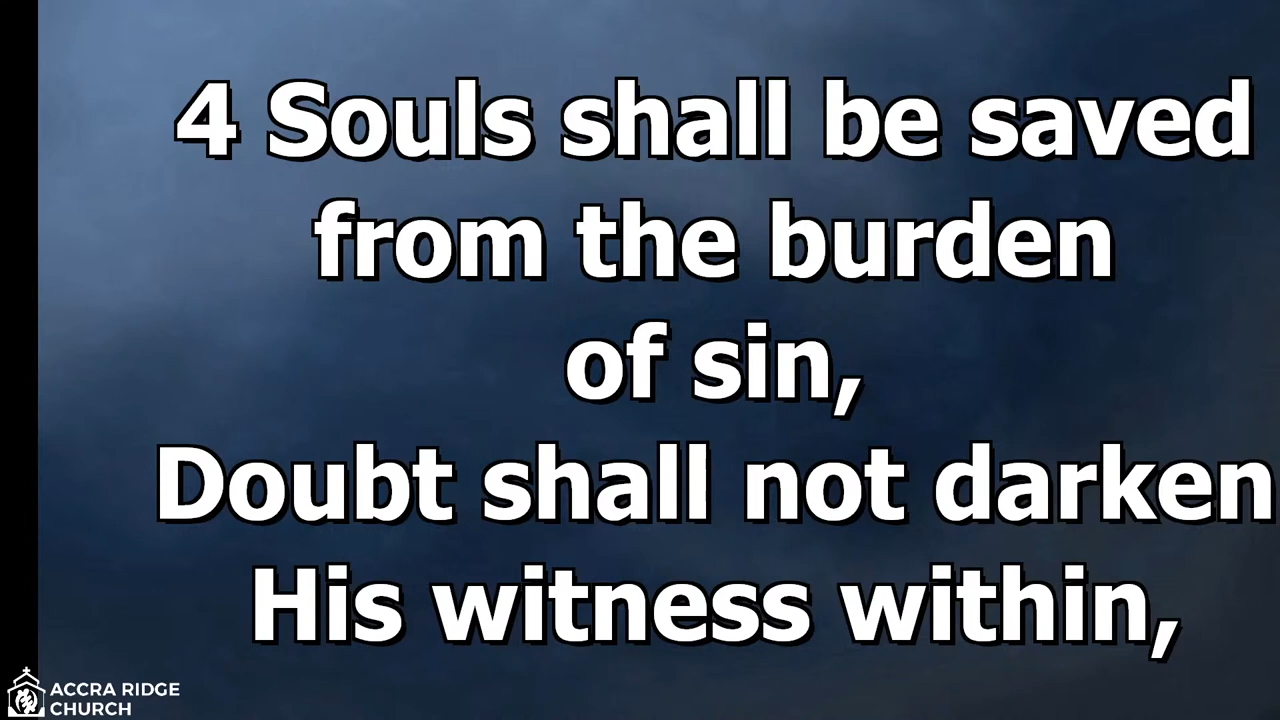 4 Souls shall be saved
from the burden
of sin,
Doubt shall not darken
His witness within,
ACCRA RIDGE
CHURCH